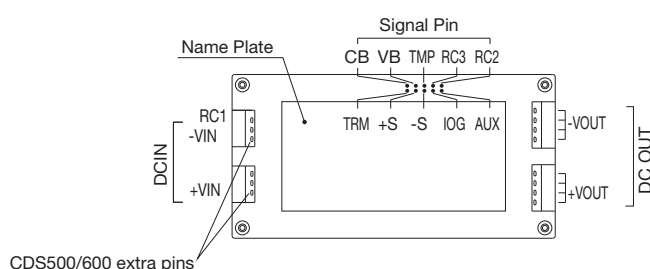 Signal Pin
Name Plate
CB VB TMP RC3 RC2
TRM +S -S IOG AUX
RC1
-VIN
+VIN
DCIN
-VOUT
+VOUT
DC OUT
CDS500/600 extra pins